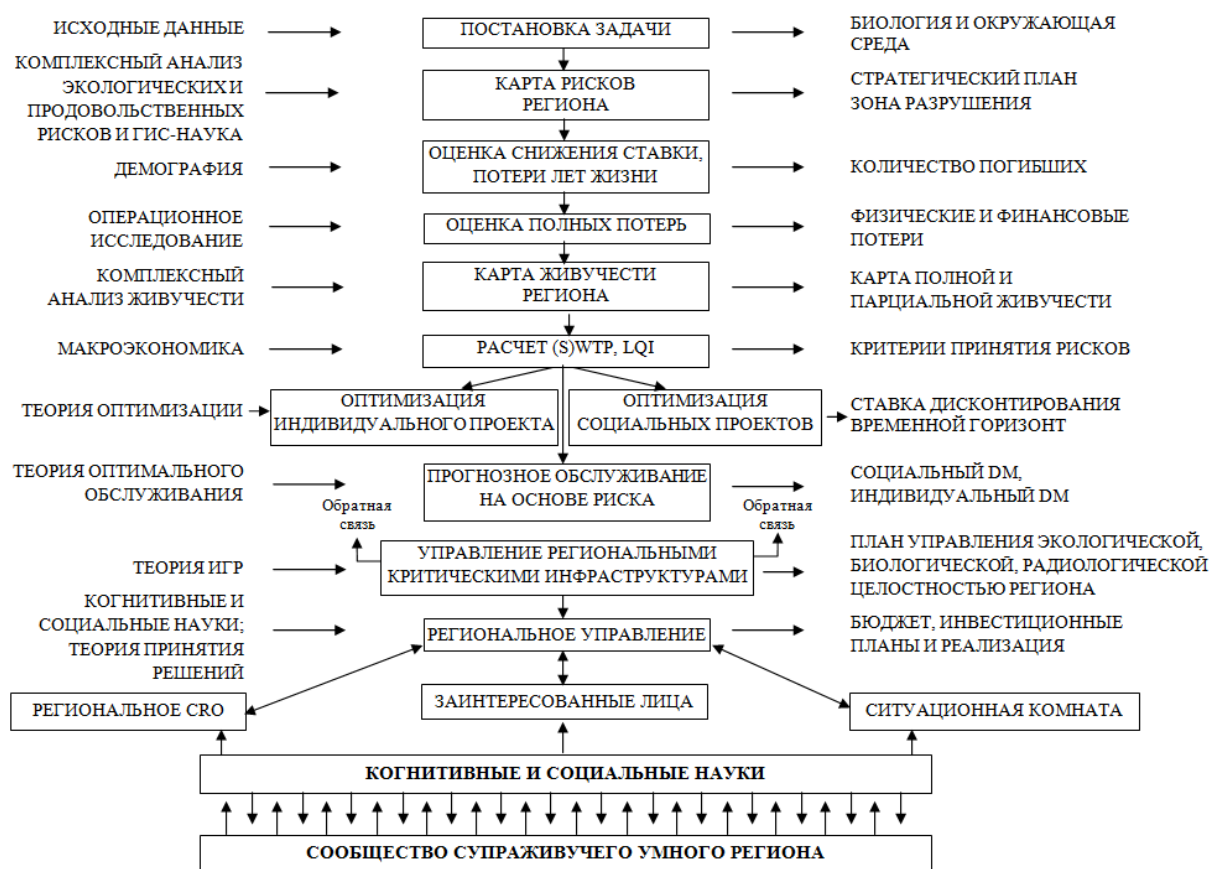 ИСХОДНЫЕ ДАННЫЕ
ПОСТАНОВКА ЗАДАЧИ
БИОЛОГИЯ И ОКРУЖАЮЩАЯ
СРЕДА
КОМПЛЕКСНЫЙ АНАЛИЗ
ЭКОЛОГИЧЕСКИХ И
ПРОДОВОЛЬСТВЕННЫХ
РИСКОВ И ГИС-НАУКА
КАРТА РИСКОВ
РЕГИОНА
СТРАТЕГИЧЕСКИЙ ПЛАН
ЗОНА РАЗРУШЕНИЯ
ДЕМОГРАФИЯ
ОЦЕНКА СНИЖЕНИЯ СТАВКИ,
ПОТЕРИ ЛЕТ ЖИЗНИ
КОЛИЧЕСТВО ПОГИБШИХ
ОПЕРАЦИОННОЕ
ИССЛЕДОВАНИЕ
ОЦЕНКА ПОЛНЫХ ПОТЕРЬ
ФИЗИЧЕСКИЕ И ФИНАНСОВЫЕ
ПОТЕРИ
КОМПЛЕКСНЫЙ
АНАЛИЗ ЖИВУЧЕСТИ
КАРТА ЖИВУЧЕСТИ
РЕГИОНА
КАРТА ПОЛНОЙ И
ПАРЦИАЛЬНОЙ ЖИВУЧЕСТИ
МАКРОЭКОНОМИКА
РАСЧЕТ (S)WTP, LQI
КРИТЕРИИ ПРИНЯТИЯ РИСКОВ
ТЕОРИЯ ОПТИМИЗАЦИИ
ОПТИМИЗАЦИЯ
ИНДИВИДУАЛЬНОГО ПРОЕКТА
ОПТИМИЗАЦИЯ
СОЦИАЛЬНЫХ ПРОЕКТОВ
СТАВКА ДИСКОНТИРОВАНИЯ
ВРЕМЕННОЙ ГОРИЗОНТ
ТЕОРИЯ ОПТИМАЛЬНОГО
ОБСЛУЖИВАНИЯ
ПРОГНОЗНОЕ ОБСЛУЖИВАНИЕ
НА ОСНОВЕ РИСКА
СОЦИАЛЬНЫЙ DM,
ИНДИВИДУАЛЬНЫЙ DM
Обратная
связь
Обратная
связь
ТЕОРИЯ ИГР
УПРАВЛЕНИЕ РЕГИОНАЛЬНЫМИ
КРИТИЧЕСКИМИ ИНФРАСТРУКТУРАМИ
ПЛАН УПРАВЛЕНИЯ ЭКОЛОГИЧЕСКОЙ,
БИОЛОГИЧЕСКОЙ, РАДИОЛОГИЧЕСКОЙ
ЦЕЛОСТНОСТЬЮ РЕГИОНА
КОГНИТИВНЫЕ И
СОЦИАЛЬНЫЕ НАУКИ;
ТЕОРИЯ ПРИНЯТИЯ
РЕШЕНИЙ
РЕГИОНАЛЬНОЕ УПРАВЛЕНИЕ
БЮДЖЕТ, ИНВЕСТИЦИОННЫЕ
ПЛАНЫ И РЕАЛИЗАЦИЯ
РЕГИОНАЛЬНОЕ CRO
ЗАИНТЕРЕСОВАННЫЕ ЛИЦА
СИТУАЦИОННАЯ КОМНАТА
КОГНИТИВНЫЕ И СОЦИАЛЬНЫЕ НАУКИ
СООБЩЕСТВО СУПРАЖИВУЧЕГО УМНОГО РЕГИОНА